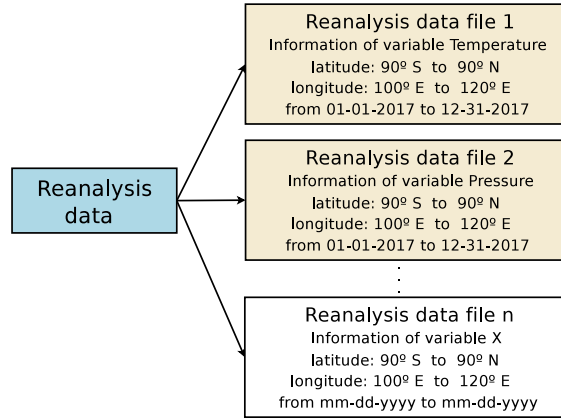 Reanalysis data file 1
Information of variable Temperature
latitude: 90º S to 90º N
longitude: 100º E to 120º E
from 01-01-2017 to 12-31-2017
Reanalysis
data
Reanalysis data file 2
Information of variable Pressure
latitude: 90º S to 90º N
longitude: 100º E to 120º E
from 01-01-2017 to 12-31-2017
Reanalysis data file n
Information of variable X
latitude: 90º S to 90º N
longitude: 100º E to 120º E
from mm-dd-yyyy to mm-dd-yyyy